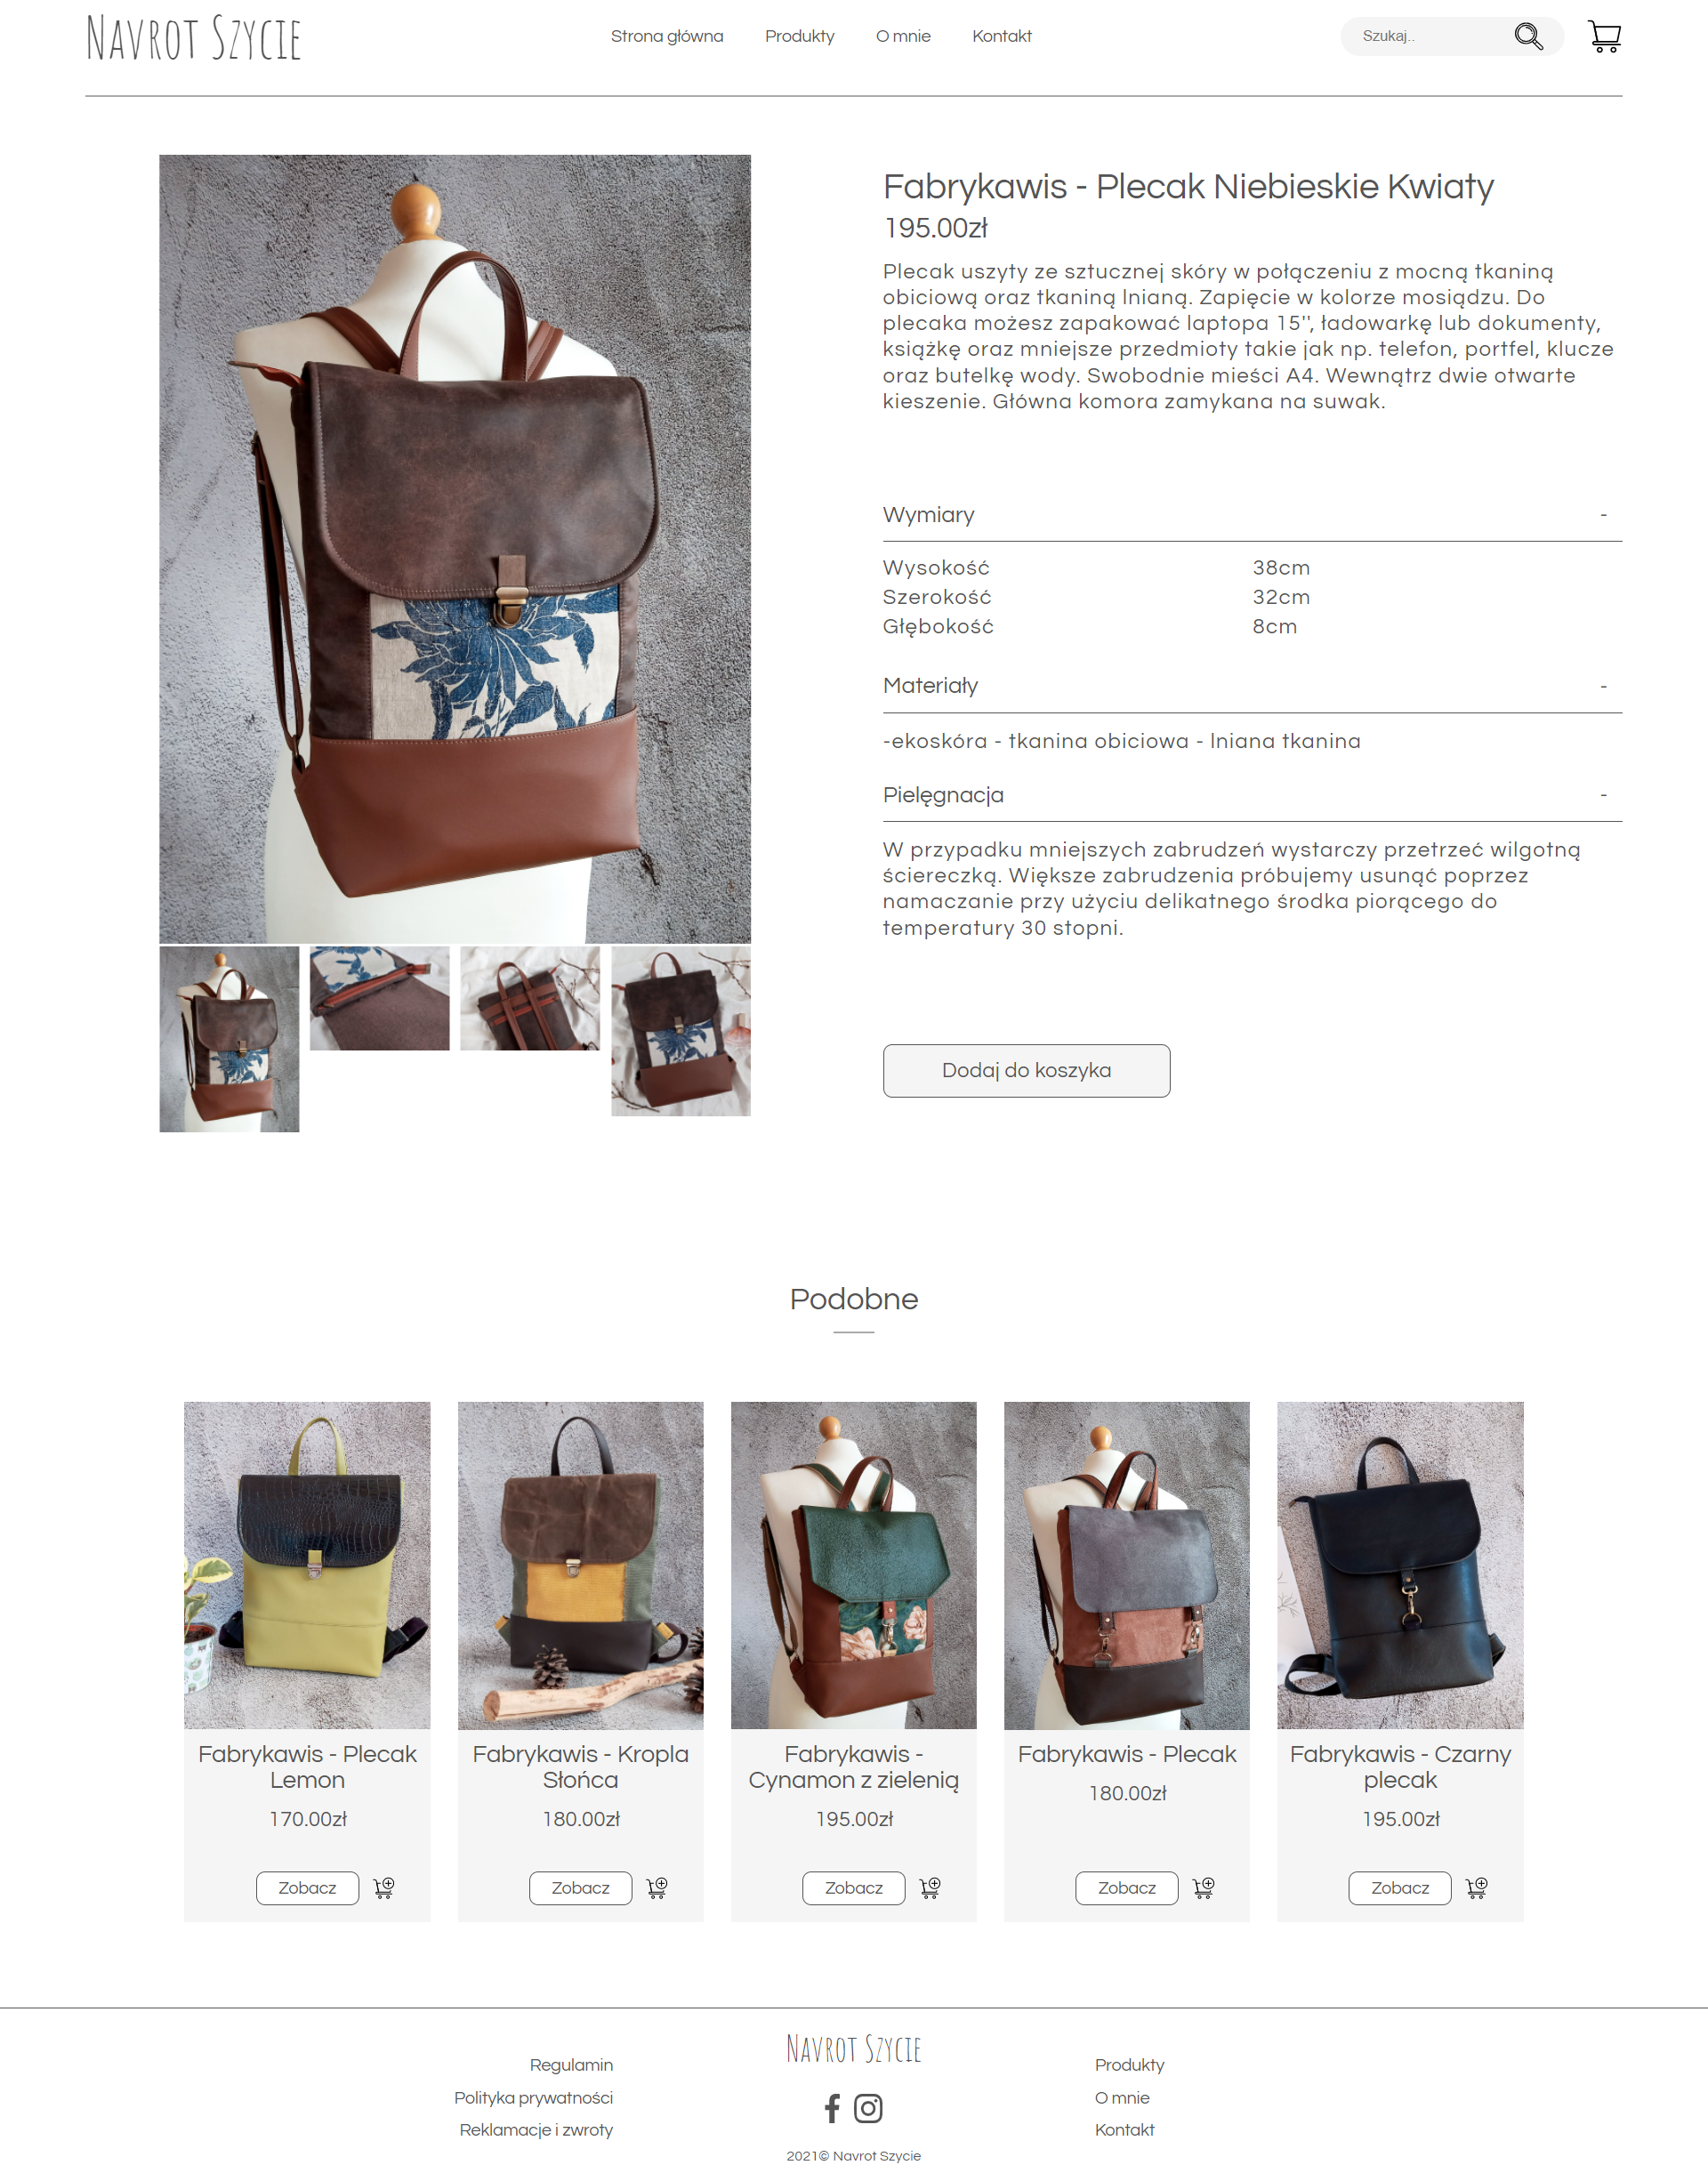 Navrot Szycie
Strona główna
Produkty
O mnie
Kontakt
Szukaj..
Fabrykawis - Plecak Niebieskie Kwiaty
195.00zł
Plecak uszyty ze sztucznej skóry w połączeniu z mocną tkaniną
obiciową oraz tkaniną lnianą. Zapięcie w kolorze mosiądzu. Do
plecaka możesz zapakować laptopa 15'', ładowarkę lub dokumenty,
książkę oraz mniejsze przedmioty takie jak np. telefon, portfel, klucze
oraz butelkę wody. Swobodnie mieści A4. Wewnątrz dwie otwarte
kieszenie. Główna komora zamykana na suwak.
Wymiary -
Wysokość 38cm
Szerokość 32cm
Głębokość 8cm
Materiały -
-ekoskóra - tkanina obiciowa - lniana tkanina
Pielęgnacja -
W przypadku mniejszych zabrudzeń wystarczy przetrzeć wilgotną
ściereczką. Większe zabrudzenia próbujemy usunąć poprzez
namaczanie przy użyciu delikatnego środka piorącego do
temperatury 30 stopni.
Dodaj do koszyka
Podobne
Fabrykawis - Plecak
Lemon
170.00zł
Zobacz
Fabrykawis - Kropla
Słońca
180.00zł
Zobacz
Fabrykawis -
Cynamon z zielenią
195.00zł
Zobacz
Fabrykawis - Plecak
180.00zł
Zobacz
Fabrykawis - Czarny
plecak
195.00zł
Zobacz
Regulamin
Polityka prywatności
Reklamacje i zwroty
Navrot Szycie
2021© Navrot Szycie
Produkty
O mnie
Kontakt